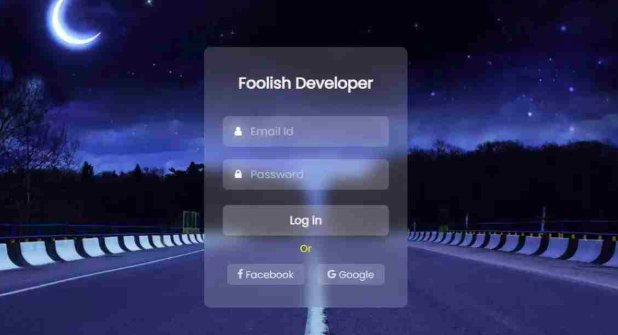 Foolish Developer
Email Id
Password
Log in
Or
Facebook
Google